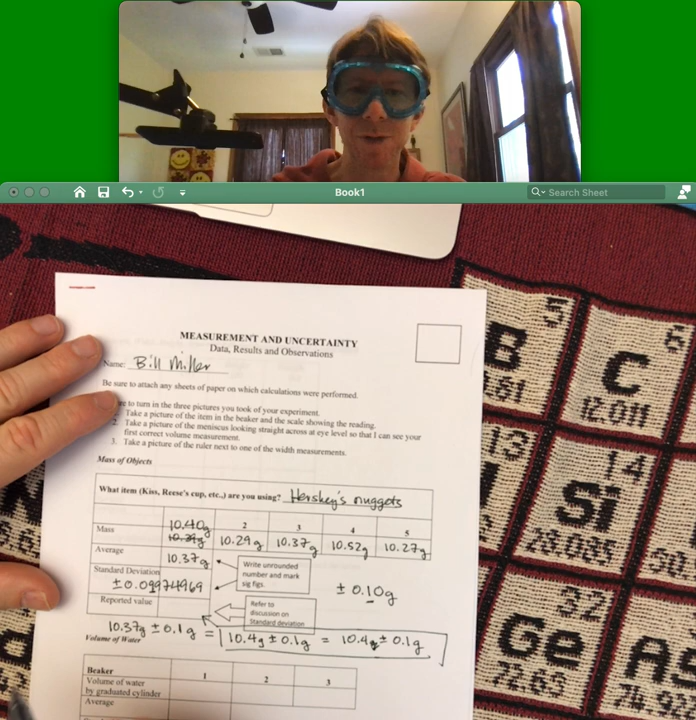 Book1
Search Sheet
MEASUREMENT AND UNCERTAINTY
Data, Results and Observations
Name: Bill Miller
Be sure to attach any sheets of paper on which calculations were performed.
to turn in the three pictures you took of your experiment.
Take a picture of the item in the beaker and the scale showing the reading.
2. Take a picture of the meniscus looking straight across at eye level so that I can see your
first correct volume measurement.
3. Take a picture of the ruler next to one of the width measurements.
Mass of Objects
What item (Kiss, Reese's cup, etc.,) are you using? Hershey's nuggets
10.40g 2 3 4 5
Mass 10.39g 10.29g 10.37g 10.52g 10.27g
Average 10.37g
Write unrounded
number and mark
sig figs.
Standard Deviation
±0.09974969
± 0.10g
Reported value
Refer to
discussion on
Standard deviation
10.37g ± 0.1g = 10.4g ± 0.1g = 10.4g ± 0.1g
Volume of Water
Beaker 1 2 3
Volume of water
by graduated cylinder
Average
5
B
6
C
12.011
13
14
Si
28.085
32
Ge
As
74.92